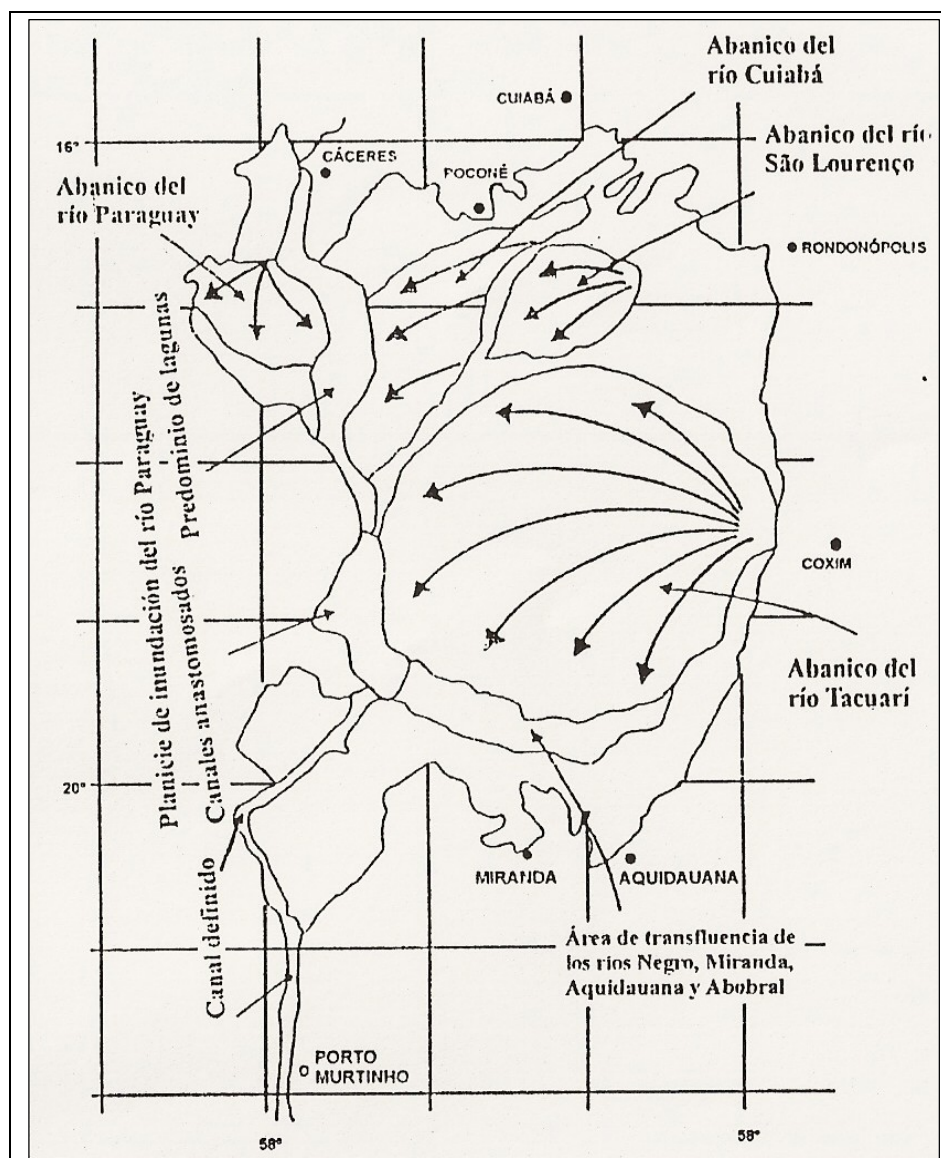 Abanico del
río Cuiabá
CUIABÁ
Abanico del río
São Lourenço
16°
CÁCERES
POCONÉ
Abanico del
río Paraguay
RONDONÓPOLIS
Planicie de inundación del río Paraguay
Canales anastomosados Predominio de lagunas
COXIM
Abanico del
río Tacuarí
20°
Canal definido
MIRANDA
AQUIDAUANA
Área de transfluencia de
los ríos Negro, Miranda,
Aquidauana y Abobral
PORTO
MURTINHO
58°
58°